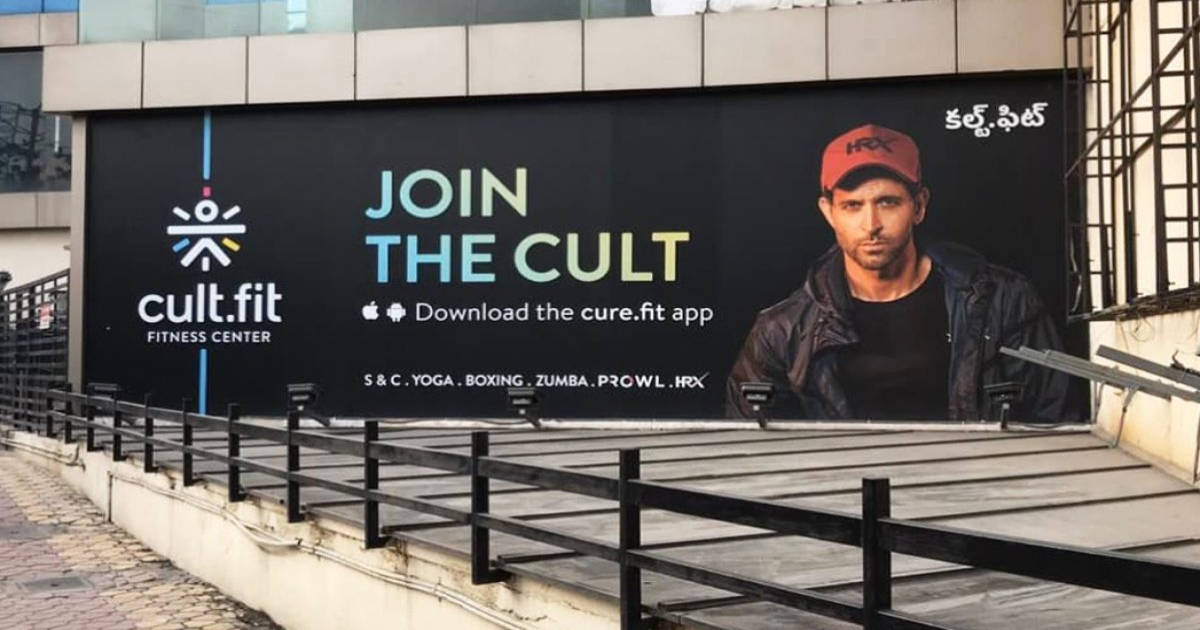 cult.fit
FITNESS CENTER
JOIN
THE CULT
Download the cure.fit app
S & C . YOGA . BOXING . ZUMBA . PROWL . HRX
HRX
కల్ట్.ఫిట్